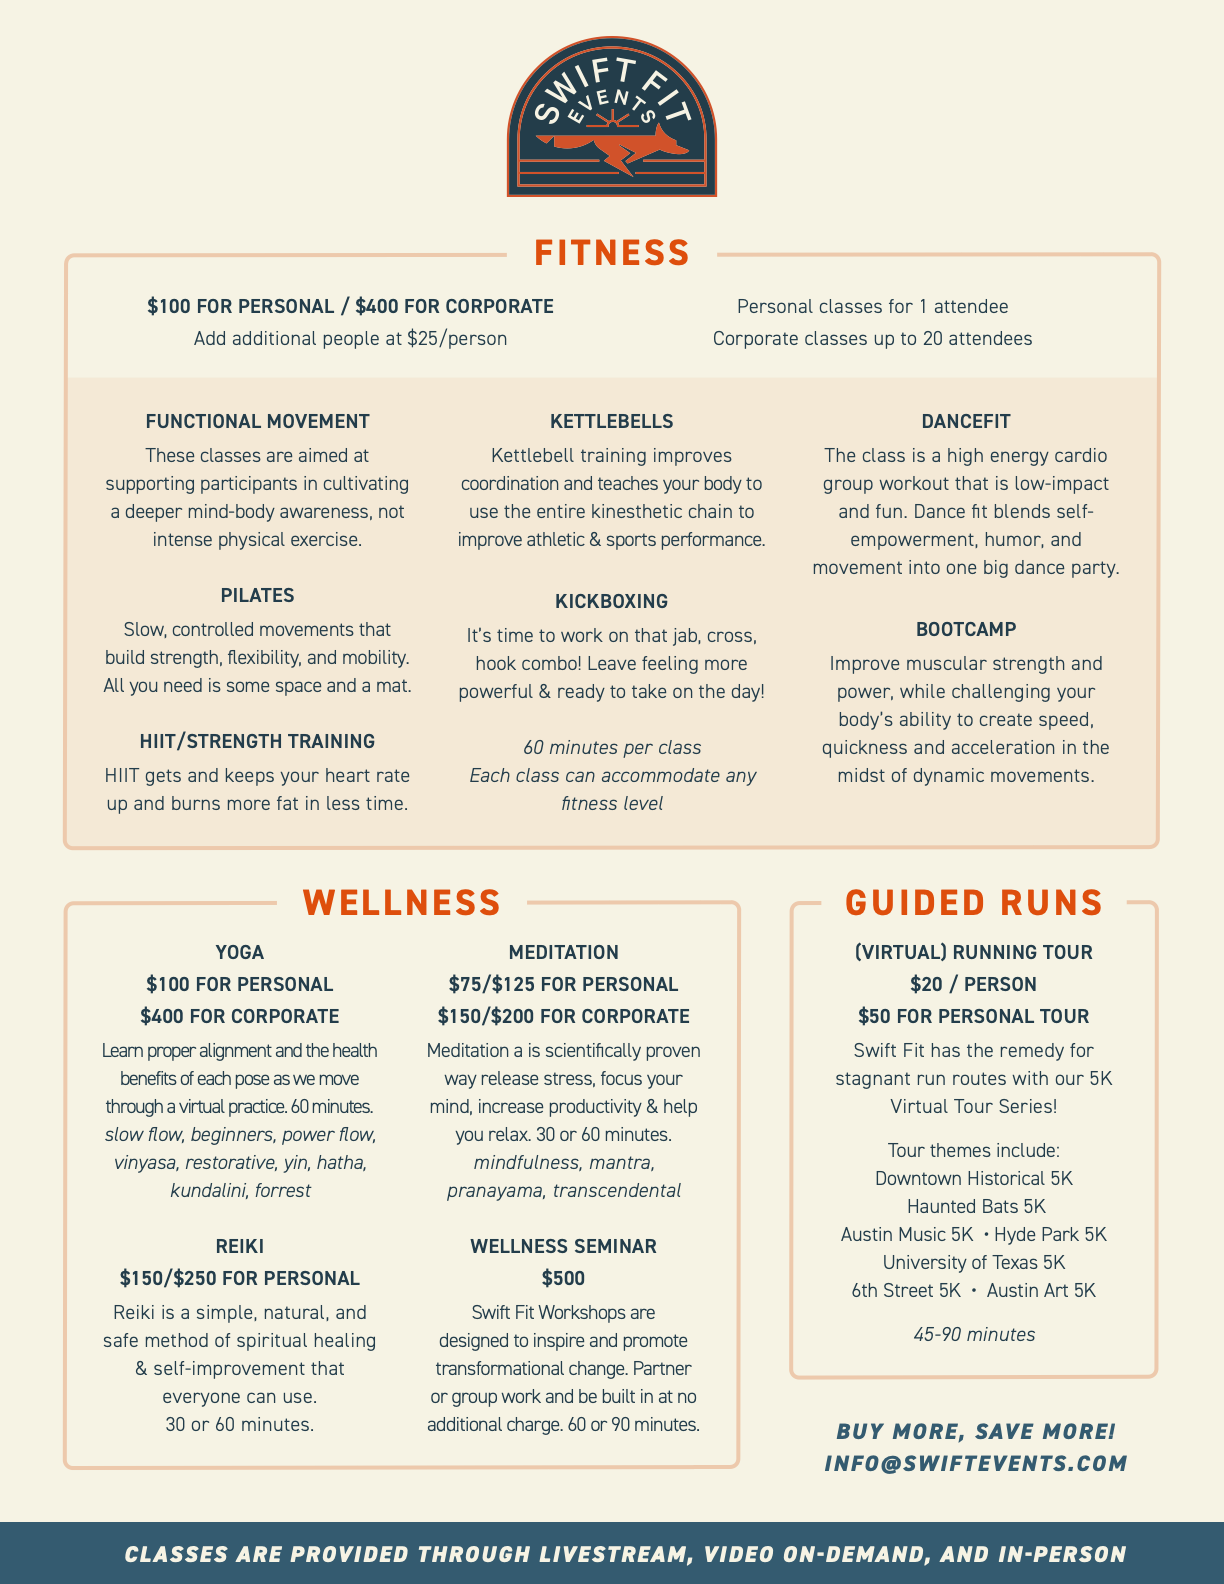 SWIFT FIT
EVENTS
FITNESS
$100 FOR PERSONAL / $400 FOR CORPORATE
Add additional people at $25/person
Personal classes for 1 attendee
Corporate classes up to 20 attendees
FUNCTIONAL MOVEMENT
These classes are aimed at
supporting participants in cultivating
a deeper mind-body awareness, not
intense physical exercise.
PILATES
Slow, controlled movements that
build strength, flexibility, and mobility.
All you need is some space and a mat.
HIIT/STRENGTH TRAINING
HIIT gets and keeps your heart rate
up and burns more fat in less time.
KETTLEBELLS
Kettlebell training improves
coordination and teaches your body to
use the entire kinesthetic chain to
improve athletic & sports performance.
KICKBOXING
It's time to work on that jab, cross,
hook combo! Leave feeling more
powerful & ready to take on the day!
60 minutes per class
Each class can accommodate any
fitness level
DANCEFIT
The class is a high energy cardio
group workout that is low-impact
and fun. Dance fit blends self-
empowerment, humor, and
movement into one big dance party.
BOOTCAMP
Improve muscular strength and
power, while challenging your
body's ability to create speed,
quickness and acceleration in the
midst of dynamic movements.
WELLNESS
YOGA
$100 FOR PERSONAL
$400 FOR CORPORATE
Learn proper alignment and the health
benefits of each pose as we move
through a virtual practice. 60 minutes.
slow flow, beginners, power flow,
vinyasa, restorative, yin, hatha,
kundalini, forrest
REIKI
$150/$250 FOR PERSONAL
Reiki is a simple, natural, and
safe method of spiritual healing
& self-improvement that
everyone can use.
30 or 60 minutes.
MEDITATION
$75/$125 FOR PERSONAL
$150/$200 FOR CORPORATE
Meditation a is scientifically proven
way release stress, focus your
mind, increase productivity & help
you relax. 30 or 60 minutes.
mindfulness, mantra,
pranayama, transcendental
WELLNESS SEMINAR
$500
Swift Fit Workshops are
designed to inspire and promote
transformational change. Partner
or group work and be built in at no
additional charge. 60 or 90 minutes.
GUIDED RUNS
(VIRTUAL) RUNNING TOUR
$20 / PERSON
$50 FOR PERSONAL TOUR
Swift Fit has the remedy for
stagnant run routes with our 5K
Virtual Tour Series!
Tour themes include:
Downtown Historical 5K
Haunted Bats 5K
Austin Music 5K • Hyde Park 5K
University of Texas 5K
6th Street 5K • Austin Art 5K
45-90 minutes
BUY MORE, SAVE MORE!
INFO@SWIFTEVENTS.COM
CLASSES ARE PROVIDED THROUGH LIVESTREAM, VIDEO ON-DEMAND, AND IN-PERSON